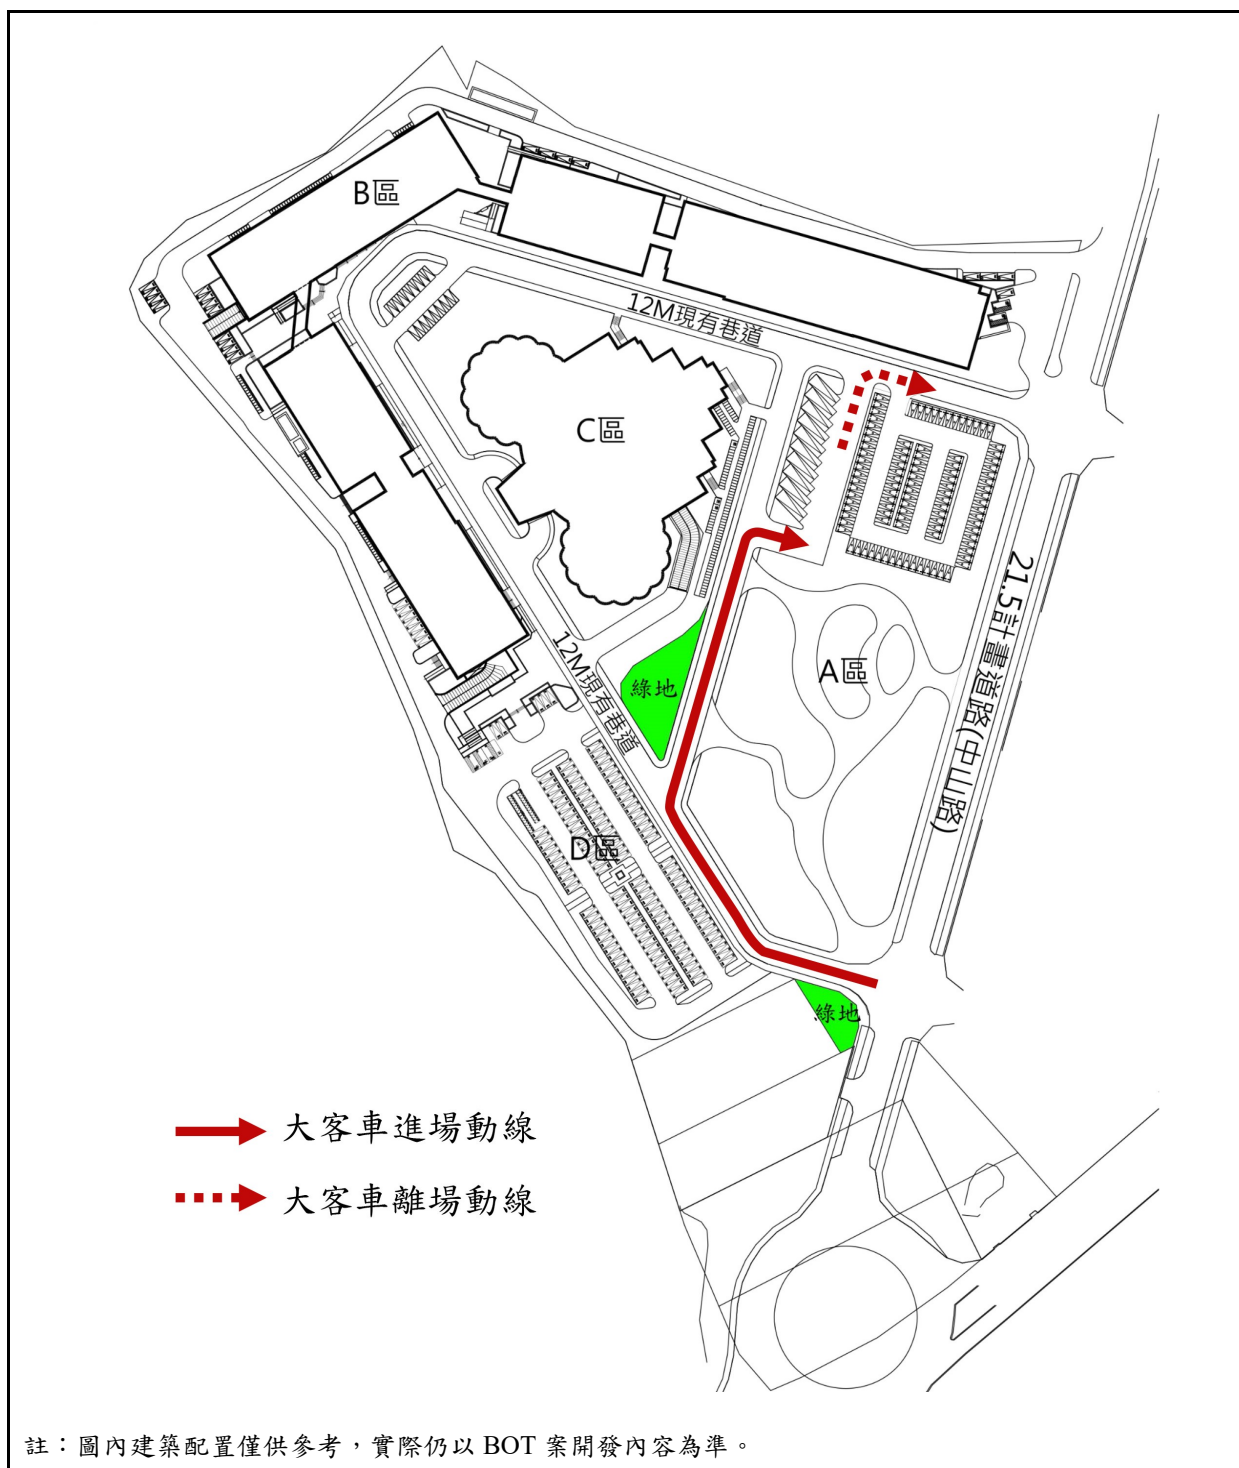 B區
12M現有巷道
C區
21.5計畫道路(中山路)
A區
綠地
12M現有巷道
D區
綠地
大客車進場動線
大客車離場動線
註：圖內建築配置僅供參考，實際仍以 BOT 案開發內容為準。